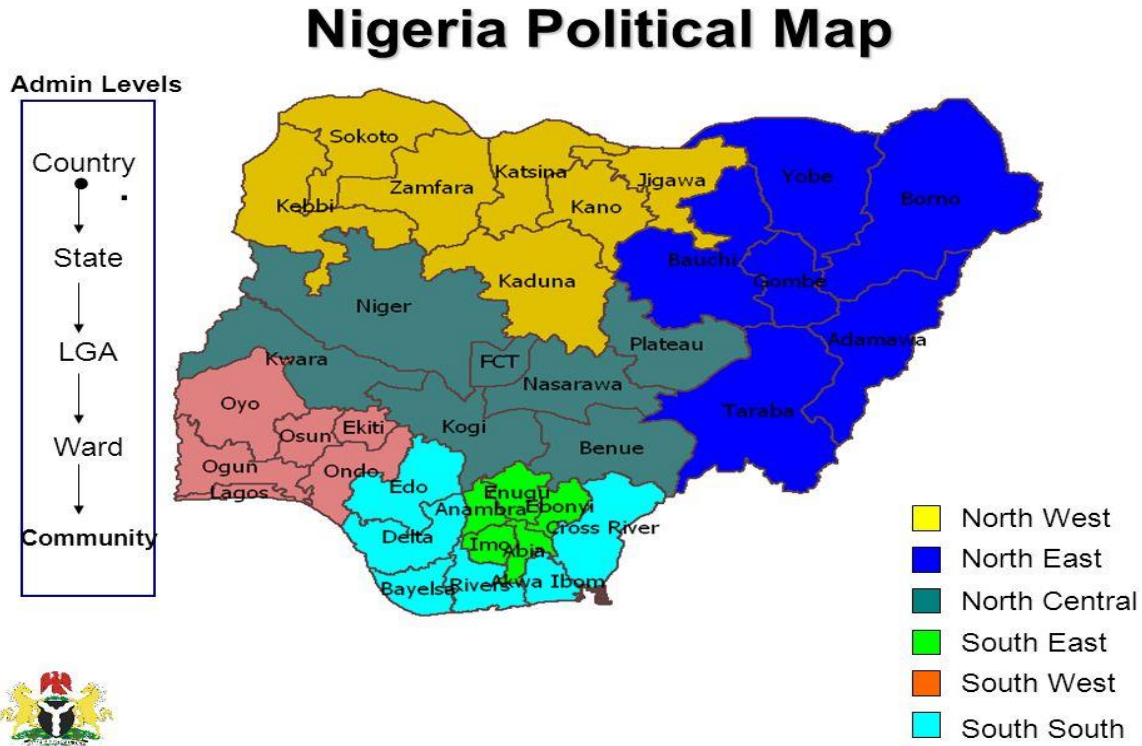 Nigeria Political Map
Admin Levels
Country
State
LGA
Ward
Community
Sokoto
Katsina
Jigawa
Yobe
Zamfara
Borno
Kebbi
Kano
Bauchi
Kaduna
Gombe
Niger
Adamawa
Plateau
Kwara
FCT
Nasarawa
Oyo
Taraba
Ekiti
Kogi
Osun
Benue
Ogun
Ondo
Lagos
Edo
Enugu
Anambra
Ebonyi
Cross River
Delta
Imo
Abia
Bayelsa
Rivers
Akwa Ibom
North West
North East
North Central
South East
South West
South South